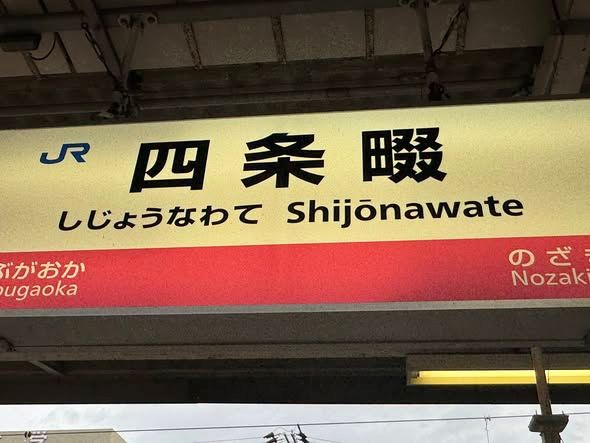 JR 四条畷
しじょうなわて Shijōnawate
ぶがおか のざき
bugaoka Nozaki